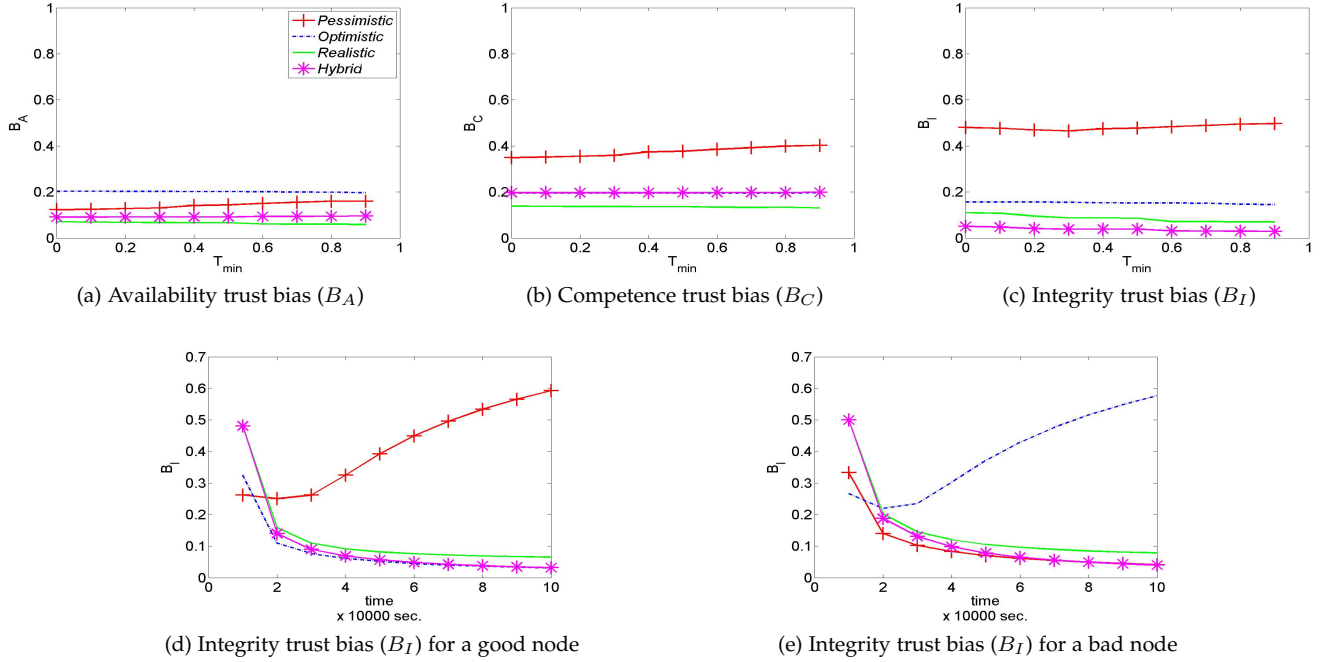 1
0.8
0.6
0.4
0.2
0
B_A
0 0.2 0.4 0.6 0.8 1
T_min
Pessimistic
Optimistic
Realistic
Hybrid
(a) Availability trust bias (B_A)
1
0.8
0.6
0.4
0.2
0
B_C
0 0.2 0.4 0.6 0.8 1
T_min
(b) Competence trust bias (B_C)
1
0.8
0.6
0.4
0.2
0
B_I
0 0.2 0.4 0.6 0.8 1
T_min
(c) Integrity trust bias (B_I)
0.7
0.6
0.5
0.4
0.3
0.2
0.1
0
B_I
0 2 4 6 8 10
time
x 10000 sec.
(d) Integrity trust bias (B_I) for a good node
0.7
0.6
0.5
0.4
0.3
0.2
0.1
0
B_I
0 2 4 6 8 10
time
x 10000 sec.
(e) Integrity trust bias (B_I) for a bad node